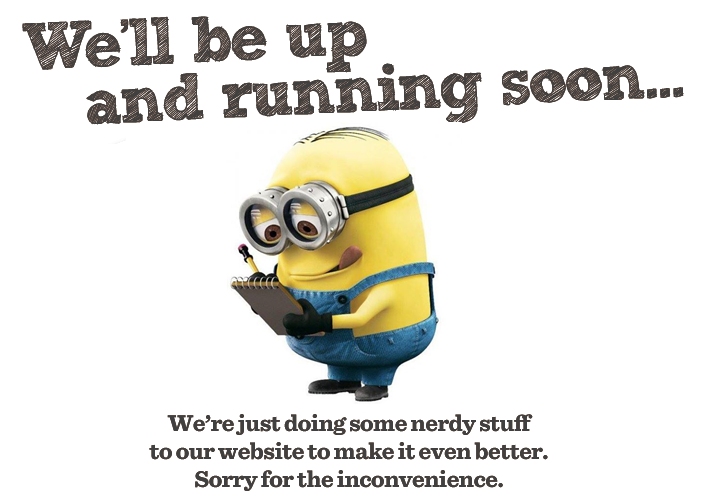 We'll be up
and running soon...
We're just doing some nerdy stuff
to our website to make it even better.
Sorry for the inconvenience.